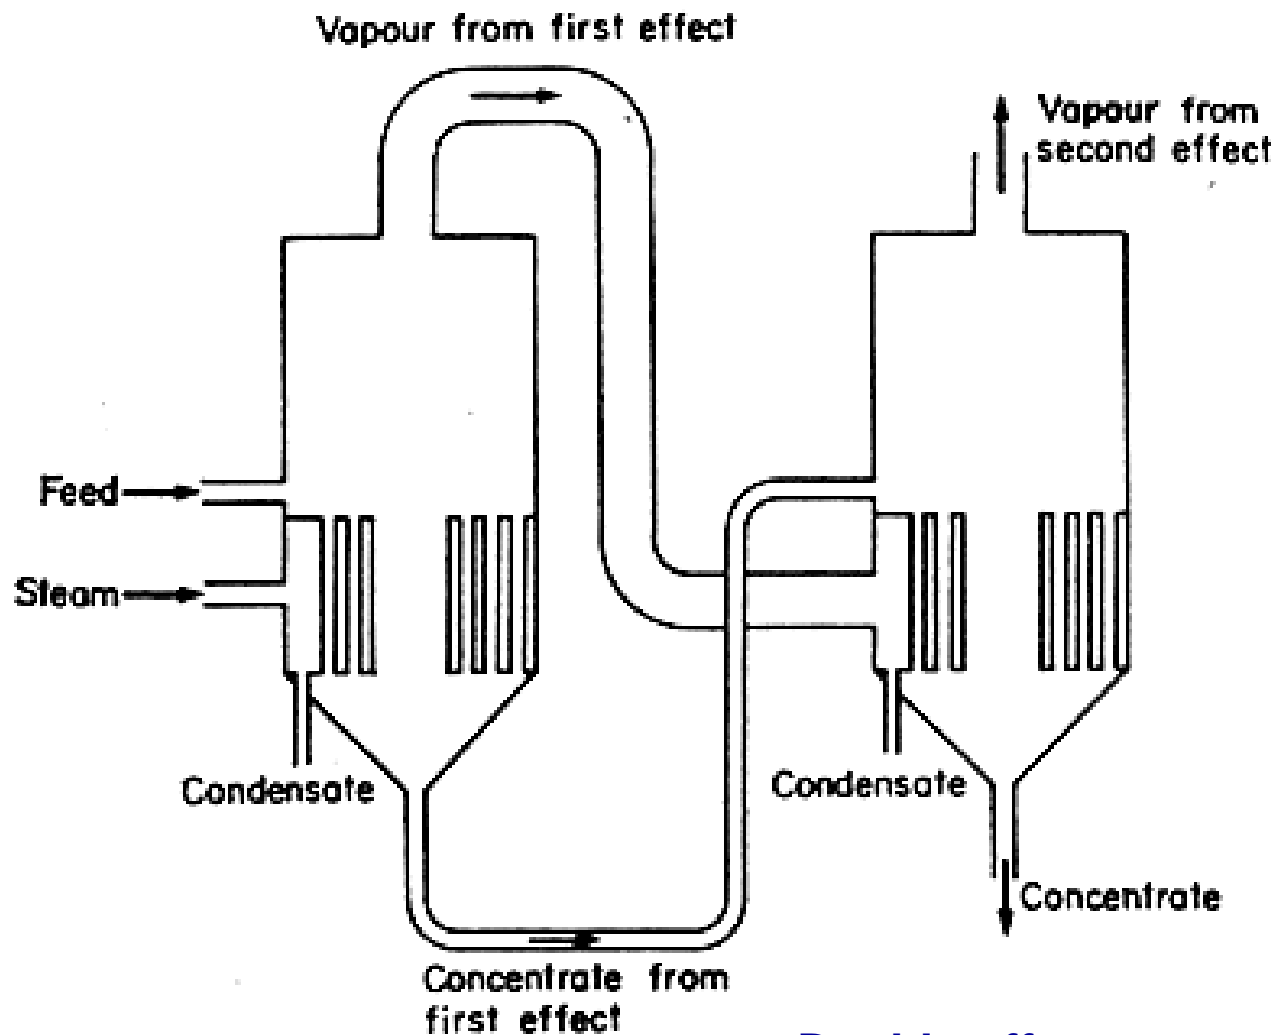 Vapour from first effect
Vapour from
second effect
Feed
Steam
Condensate
Condensate
Concentrate
Concentrate from
first effect